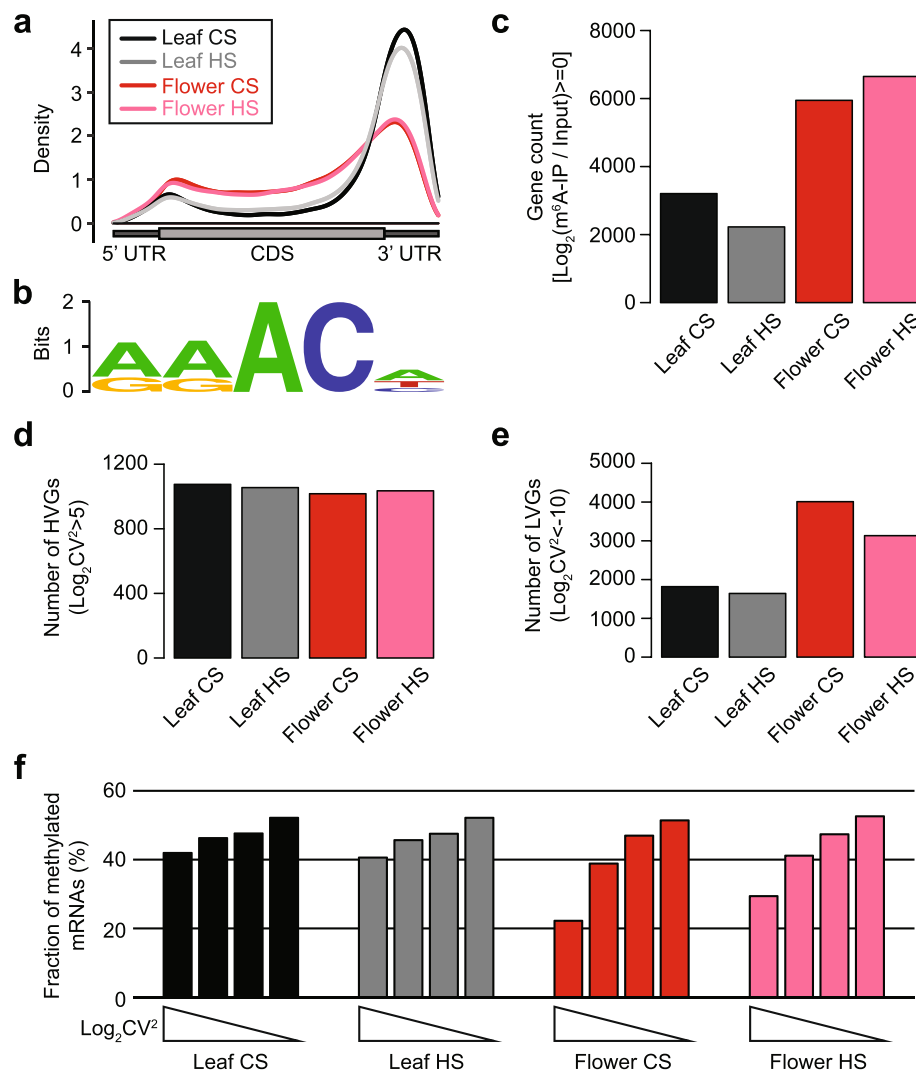 a
Leaf CS
Leaf HS
Flower CS
Flower HS
Density
4
3
2
1
0
5' UTR
CDS
3' UTR
b
Bits
2
1
0
A
G
A
G
A
C
A
T
C
c
Gene count
[Log₂(m⁶A-IP / Input)>=0]
8000
6000
4000
2000
0
Leaf CS
Leaf HS
Flower CS
Flower HS
d
Number of HVGs
(Log₂CV²>5)
1200
800
400
0
Leaf CS
Leaf HS
Flower CS
Flower HS
e
Number of LVGs
(Log₂CV²<-10)
5000
4000
3000
2000
1000
0
Leaf CS
Leaf HS
Flower CS
Flower HS
f
Fraction of methylated
mRNAs (%)
60
40
20
0
Log₂CV²
Leaf CS
Leaf HS
Flower CS
Flower HS